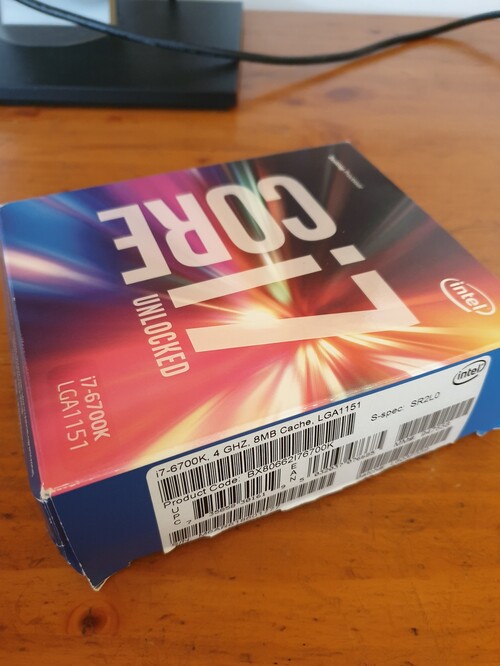 CORE
i7
UNLOCKED
i7-6700K
LGA1151
intel
intel
i7-6700K, 4 GHZ, 8MB Cache, LGA1151
S-spec: SR2L0
Product Code: BX80662I76700K
UPC
EAN